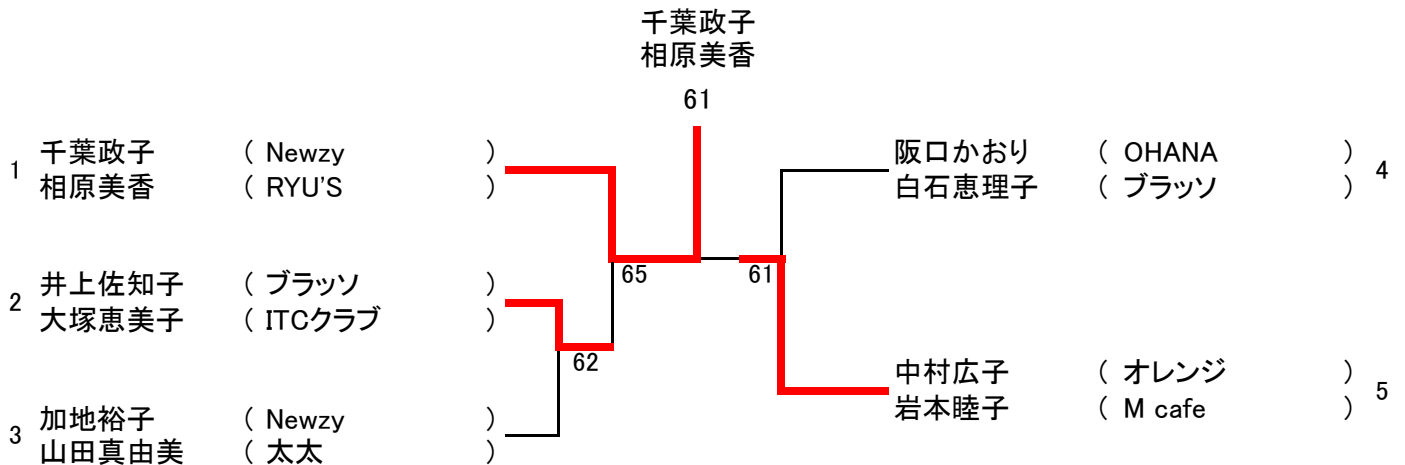 千葉政子
相原美香
61
1 千葉政子 ( Newzy )
相原美香 ( RYU'S )
2 井上佐知子 ( ブラッソ )
大塚恵美子 ( ITCクラブ )
3 加地裕子 ( Newzy )
山田真由美 ( 太太 )
62
65
61
阪口かおり ( OHANA ) 4
白石恵理子 ( ブラッソ )
中村広子 ( オレンジ ) 5
岩本睦子 ( M cafe )